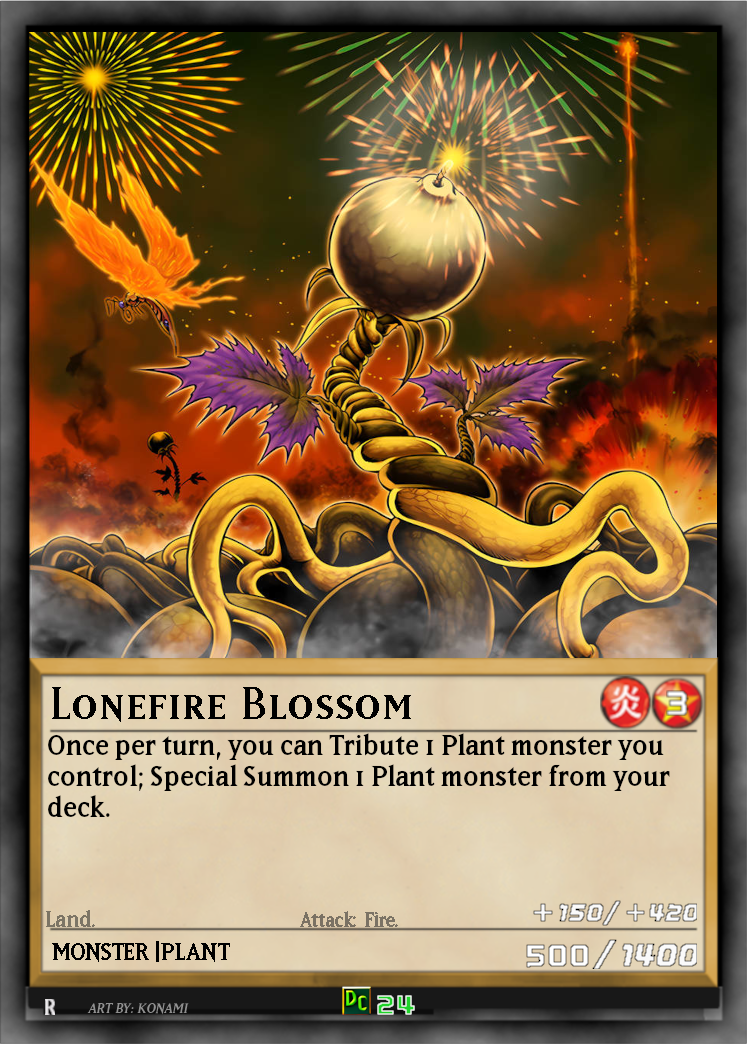 Lonefire Blossom 炎 3
Once per turn, you can Tribute 1 Plant monster you
control; Special Summon 1 Plant monster from your
deck.
Land. Attack: Fire. +150/+420
MONSTER |PLANT 500/1400
R ART BY: KONAMI DC 24